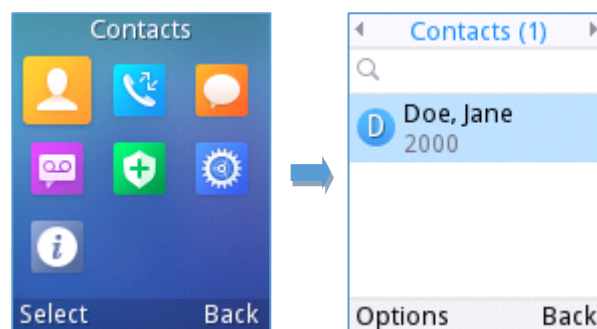 Contacts
Select Back
Contacts (1)
D
Doe, Jane
2000
Options Back